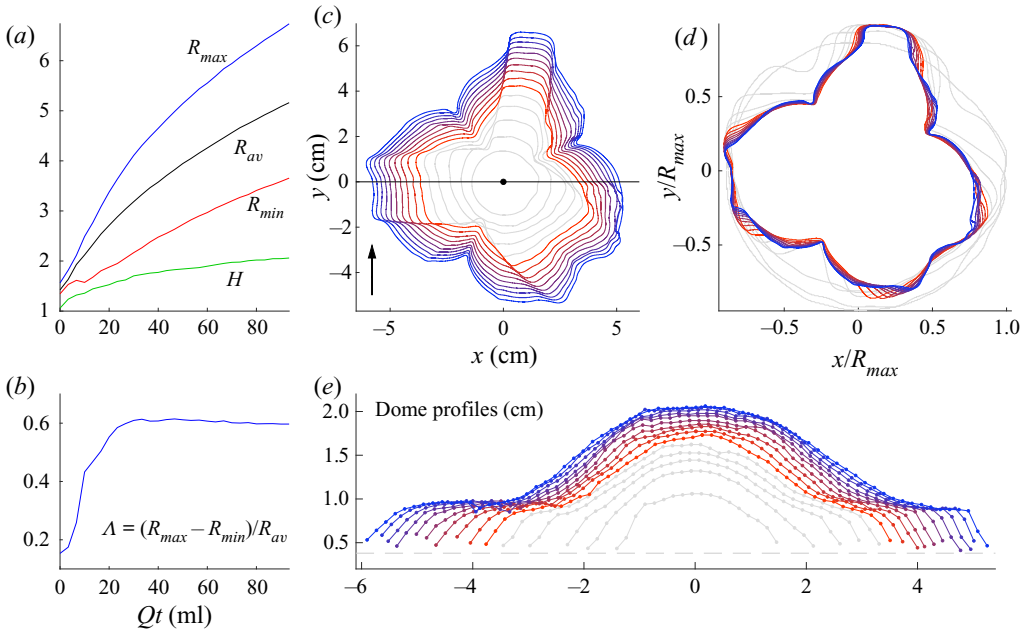 (a)
6
5
4
3
2
1
0 20 40 60 80
R_max
R_av
R_min
H
(b)
0.6
0.4
0.2
0 20 40 60 80
Λ = (R_max – R_min)/R_av
Qt (ml)
(c)
6
4
2
0
–2
–4
y (cm)
–5 0 5
x (cm)
(d)
0.5
0
–0.5
y/R_max
–0.5 0 0.5 1.0
x/R_max
(e)
Dome profiles (cm)
2.0
1.5
1.0
0.5
–6 –4 –2 0 2 4